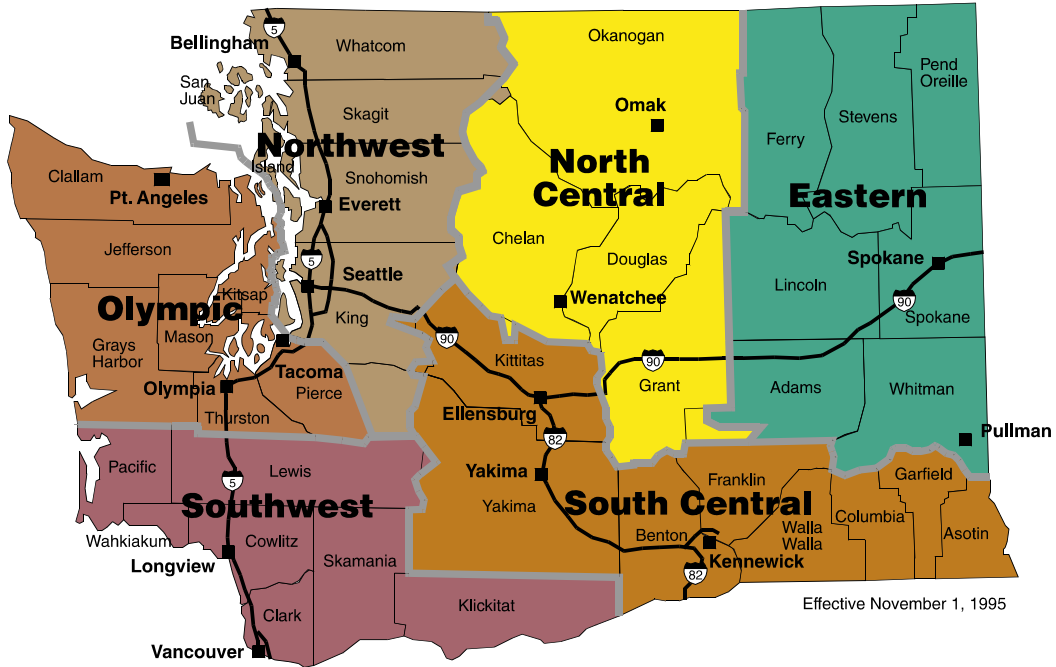 5
Bellingham
Whatcom
Okanogan
Pend
Oreille
San
Juan
Skagit
Omak
Stevens
Ferry
Northwest
North
Central
Island
Snohomish
Clallam
Pt. Angeles
Everett
Eastern
Chelan
Jefferson
Douglas
Spokane
5
Seattle
Lincoln
Kitsap
Wenatchee
90
Olympic
Spokane
Mason
King
90
Grays
Harbor
Kittitas
90
Tacoma
Pierce
Grant
Adams
Whitman
Olympia
Thurston
Ellensburg
82
Pullman
Pacific
Lewis
5
Yakima
Franklin
Garfield
Southwest
Yakima
South Central
Columbia
Wahkiakum
Cowlitz
Benton
Walla
Walla
Asotin
Longview
Skamania
Kennewick
82
Klickitat
Effective November 1, 1995
Clark
Vancouver